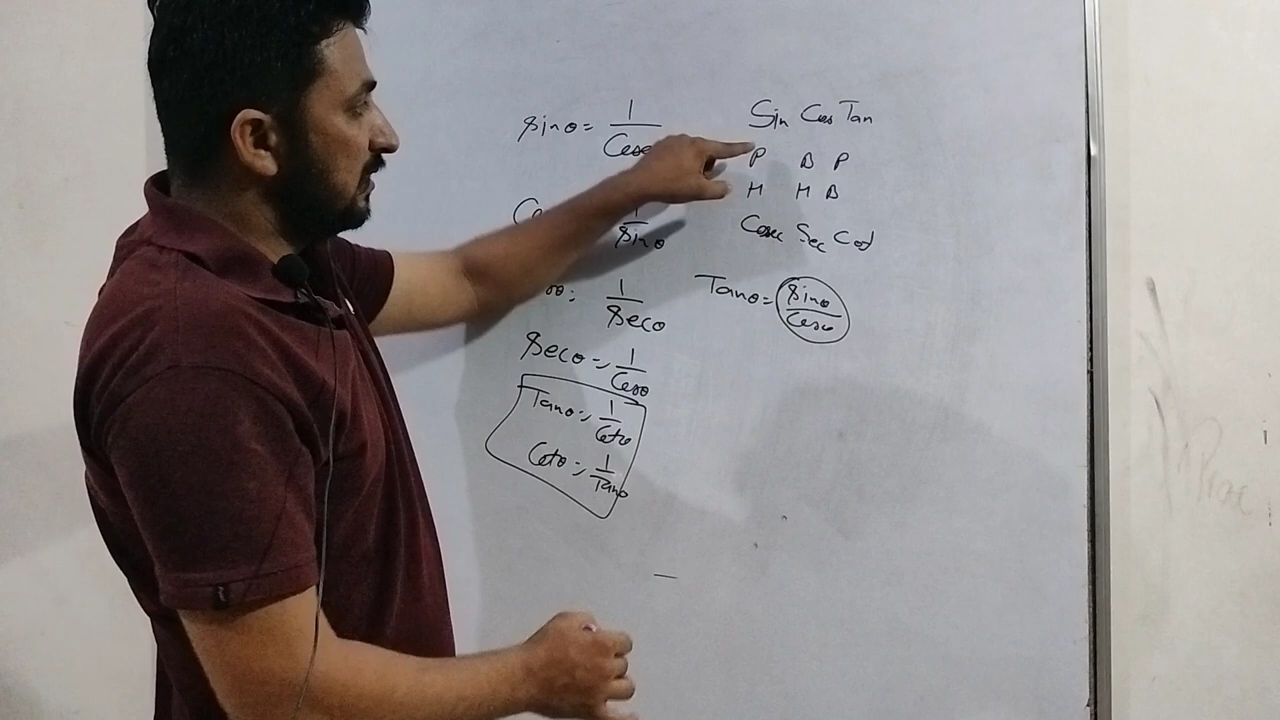 Sinθ = 1/Cosec
Sin Cos Tan
P B P
H H B
Cosec Sec Cot
1/Sinθ
1/Secθ
Tanθ = Sinθ/Cosθ
Secθ = 1/Cosθ
Tanθ = 1/Cotθ
Cotθ = 1/Tanθ